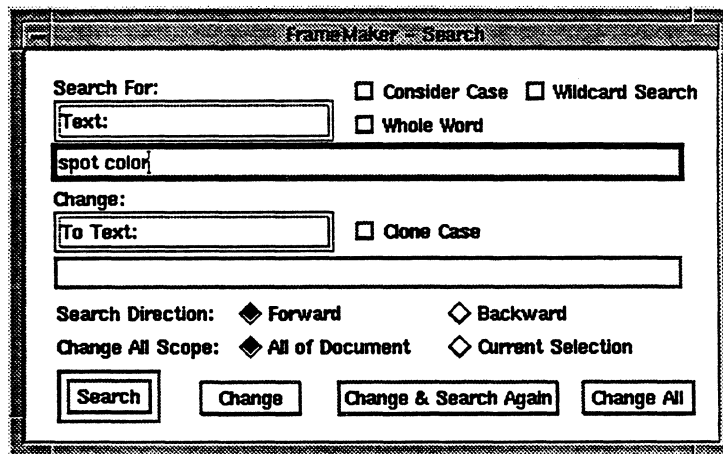 FrameMaker - Search
Search For:
Consider Case
Wildcard Search
Text:
Whole Word
spot color
Change:
To Text:
Clone Case
Search Direction:
Forward
Backward
Change All Scope:
All of Document
Current Selection
Search
Change
Change & Search Again
Change All